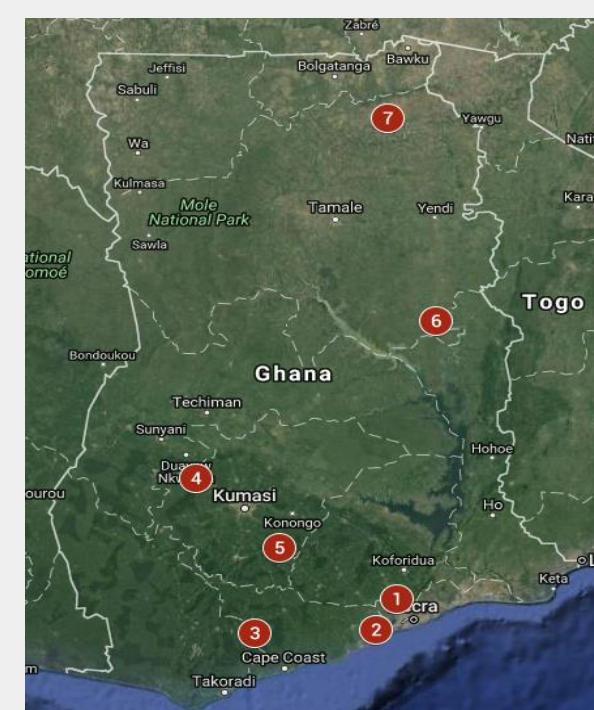 Zabré
Bawku
Bolgatanga
Jeffisi
Sabuli
7
Yawgu
Wa
Nati
Kulmasa
Mole
National Park
Tamale
Yendi
Kara
Sawla
ational
omoé
Togo
6
Bondoukou
Ghana
Techiman
Sunyani
Hohoe
4
Kumasi
ourou
Konongo
Ho
5
Koforidua
L
Keta
1
cra
2
3
Cape Coast
m
Takoradi